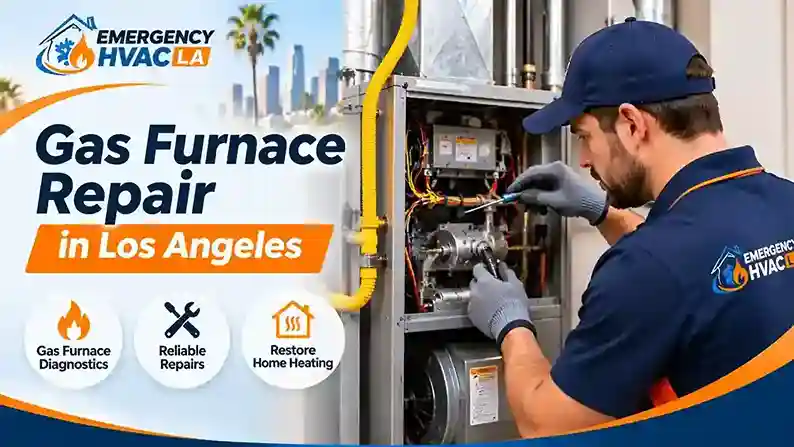 EMERGENCY
HVAC LA
Gas Furnace
Repair
in Los Angeles
Gas Furnace
Diagnostics
Reliable
Repairs
Restore
Home Heating
EMERGENCY
HVAC LA